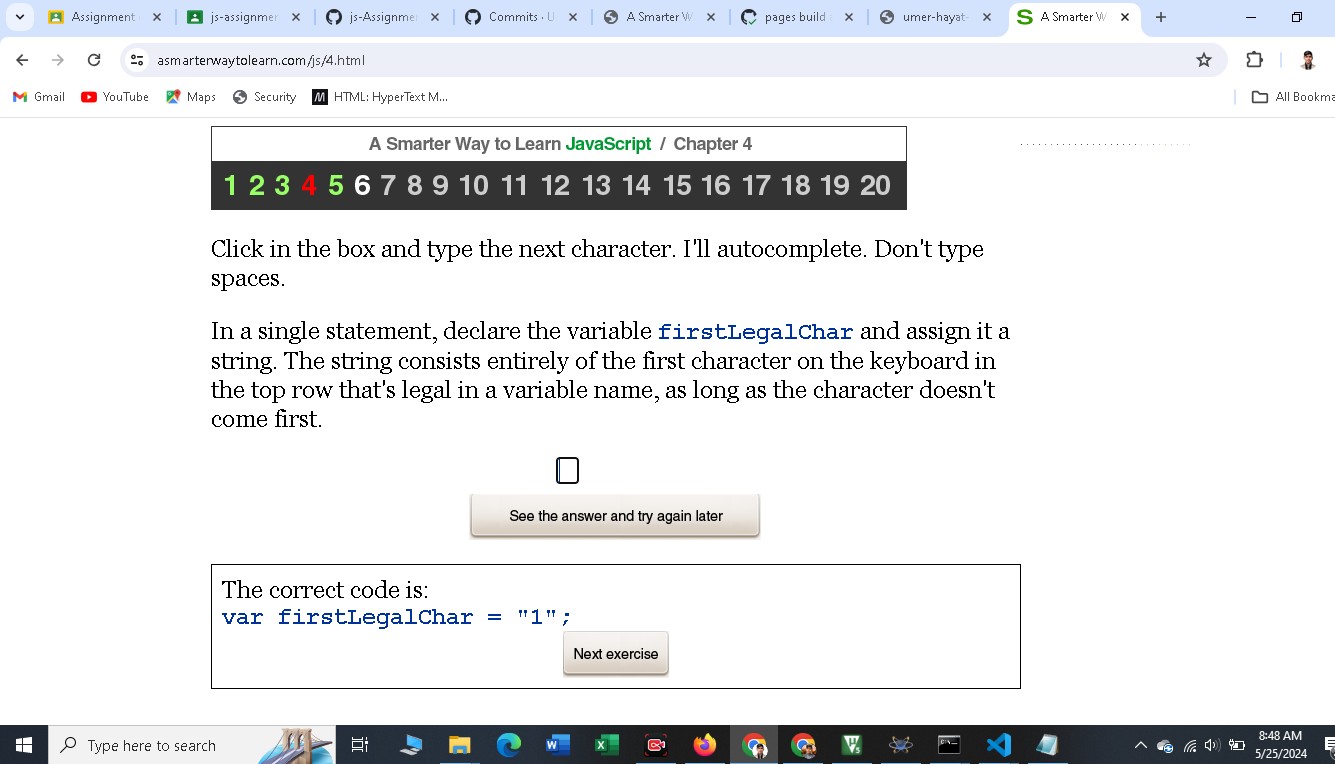 Assignment
js-assignmer
js-Assignme
Commits · U
A Smarter W
pages build
umer-hayat-
A Smarter W
asmarterwaytolearn.com/js/4.html
Gmail
YouTube
Maps
Security
HTML: HyperText M...
All Bookma
A Smarter Way to Learn JavaScript / Chapter 4
1 2 3 4 5 6 7 8 9 10 11 12 13 14 15 16 17 18 19 20
Click in the box and type the next character. I'll autocomplete. Don't type
spaces.
In a single statement, declare the variable firstLegalChar and assign it a
string. The string consists entirely of the first character on the keyboard in
the top row that's legal in a variable name, as long as the character doesn't
come first.
See the answer and try again later
The correct code is:
var firstLegalChar = "1";
Next exercise
Type here to search
8:48 AM
5/25/2024